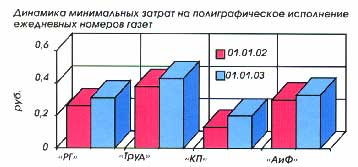 Динамика минимальных затрат на полиграфическое исполнение
ежедневных номеров газет
0,6
0,4
0,2
0
руб.
01.01.02
01.01.03
«РГ»
«Труд»
«КП»
«АиФ»